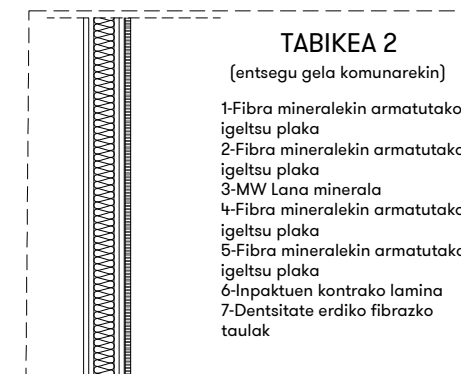 TABIKEA 2
(entsegu gela komunarekin)
1-Fibra mineralekin armatutako
igeltsu plaka
2-Fibra mineralekin armatutako
igeltsu plaka
3-MW Lana minerala
4-Fibra mineralekin armatutako
igeltsu plaka
5-Fibra mineralekin armatutako
igeltsu plaka
6-Inpaktuen kontrako lamina
7-Dentsitate erdiko fibrazko
taulak